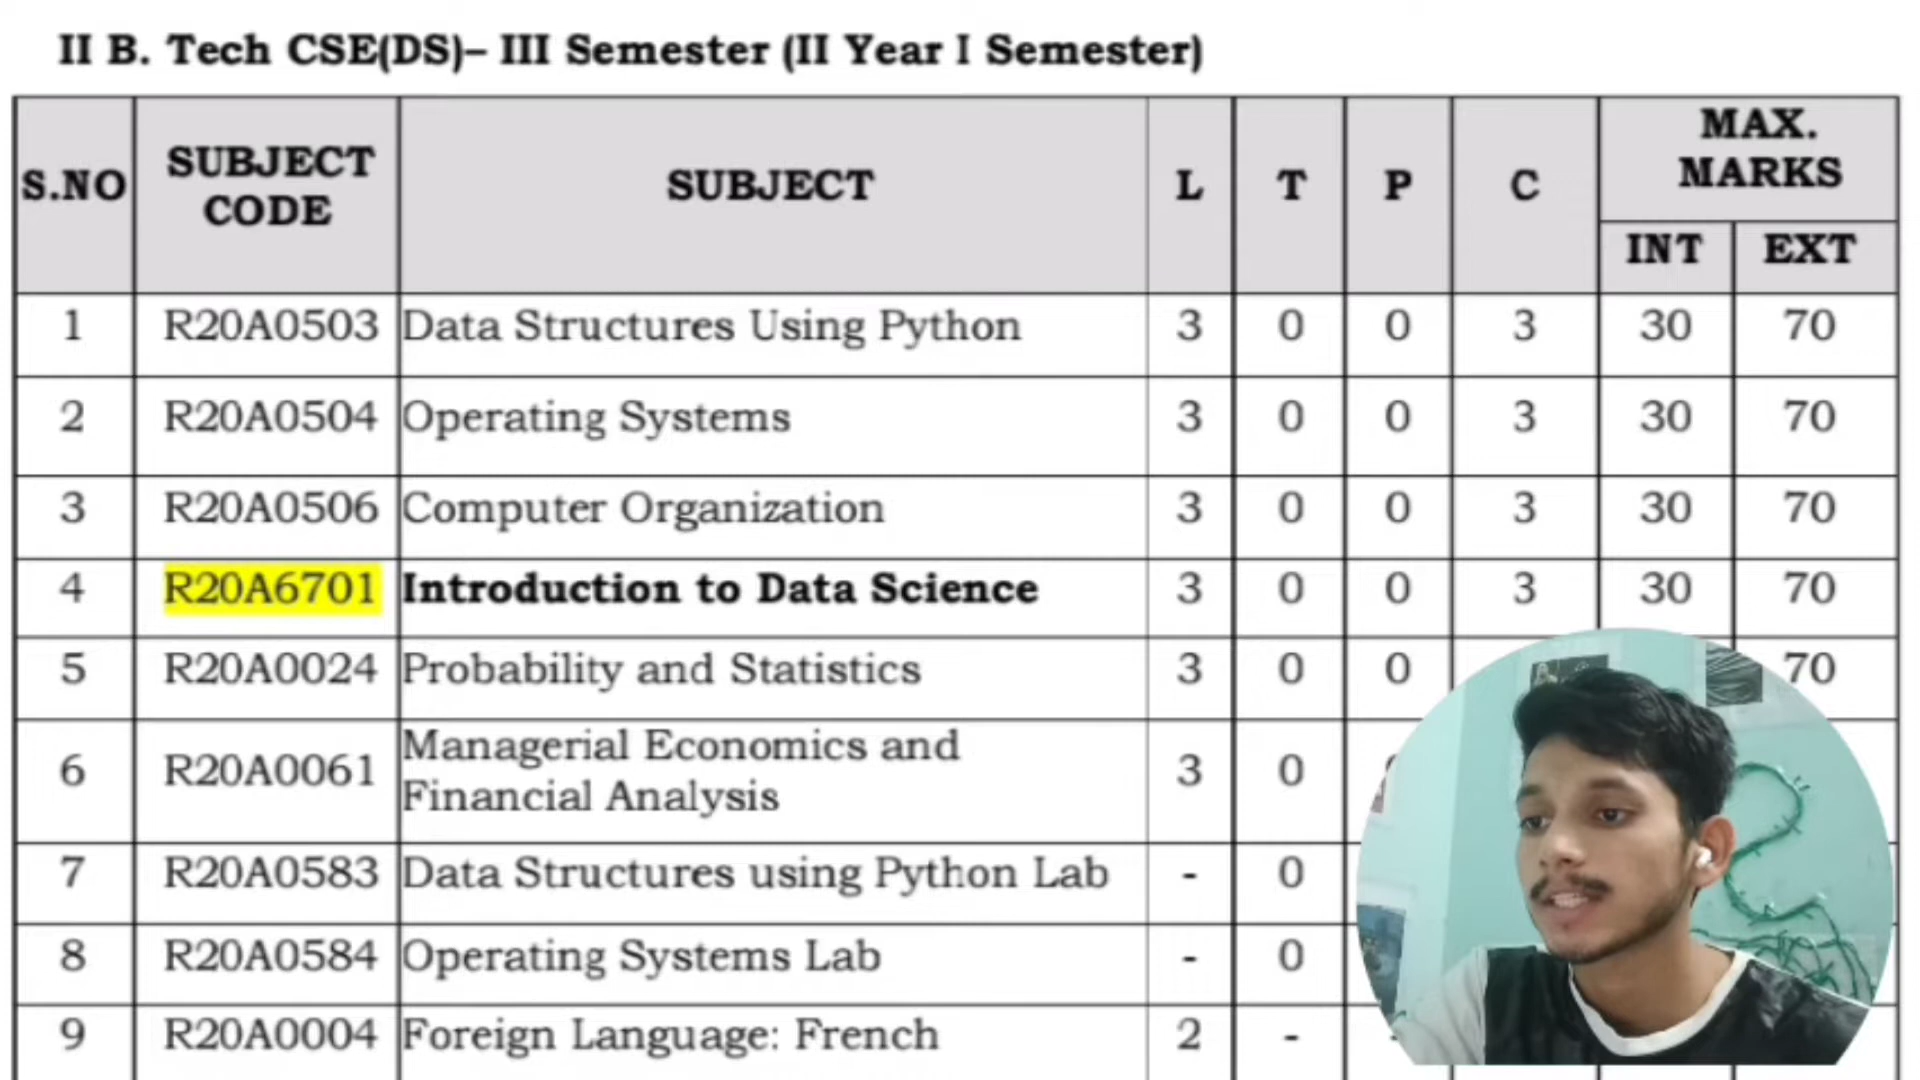 II B. Tech CSE(DS)– III Semester (II Year I Semester)
S.NO SUBJECT CODE SUBJECT L T P C MAX. MARKS
INT EXT
1 R20A0503 Data Structures Using Python 3 0 0 3 30 70
2 R20A0504 Operating Systems 3 0 0 3 30 70
3 R20A0506 Computer Organization 3 0 0 3 30 70
4 R20A6701 Introduction to Data Science 3 0 0 3 30 70
5 R20A0024 Probability and Statistics 3 0 0 70
6 R20A0061 Managerial Economics and
Financial Analysis 3 0
7 R20A0583 Data Structures using Python Lab - 0
8 R20A0584 Operating Systems Lab - 0
9 R20A0004 Foreign Language: French 2 -